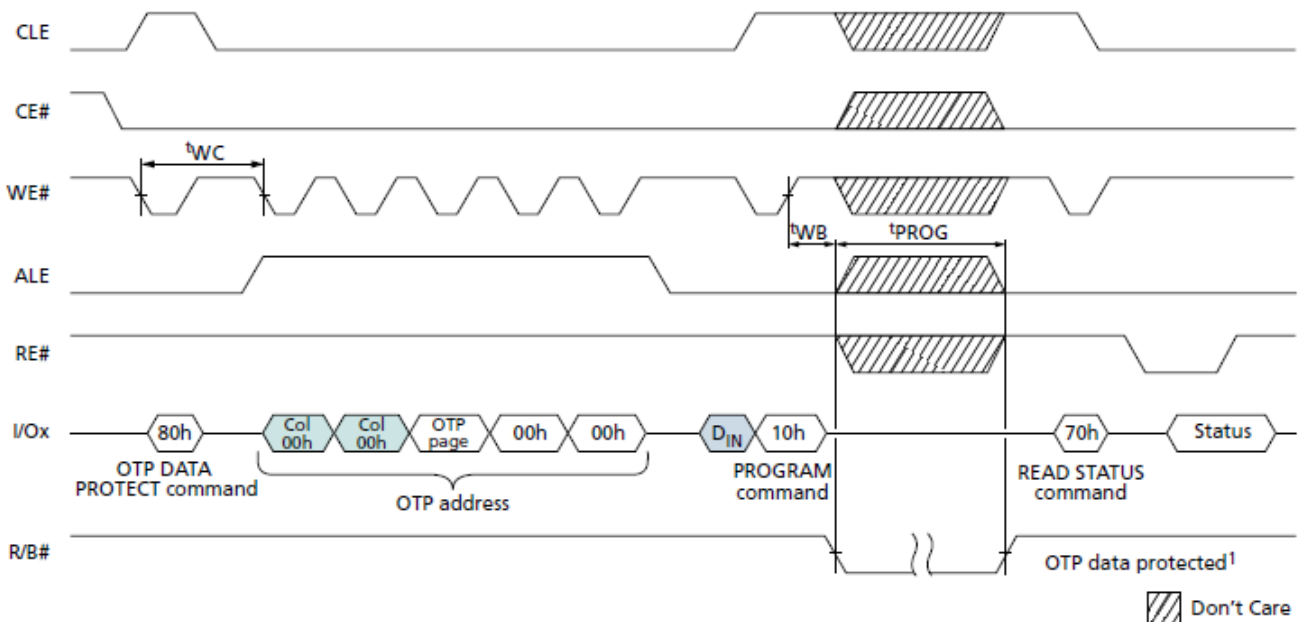 CLE
CE#
tWC
WE#
tWB
tPROG
ALE
RE#
I/Ox
80h
Col
00h
Col
00h
OTP
page
00h
00h
DIN
10h
70h
Status
OTP DATA
PROTECT command
OTP address
PROGRAM
command
READ STATUS
command
R/B#
OTP data protected1
Don't Care